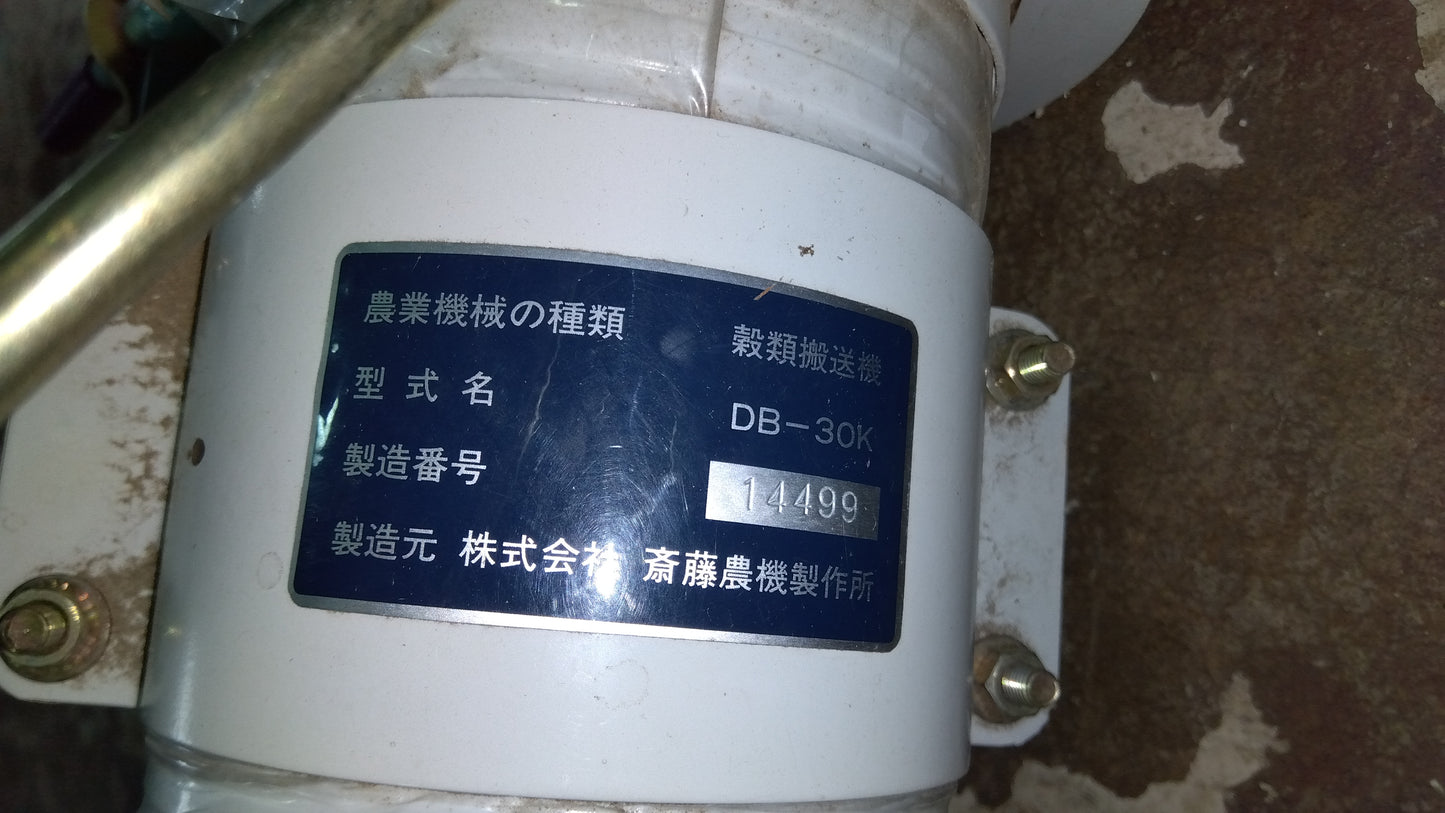 農業機械の種類 穀類搬送機
型式名 DB-30K
製造番号 14499
製造元 株式会社 斎藤農機製作所